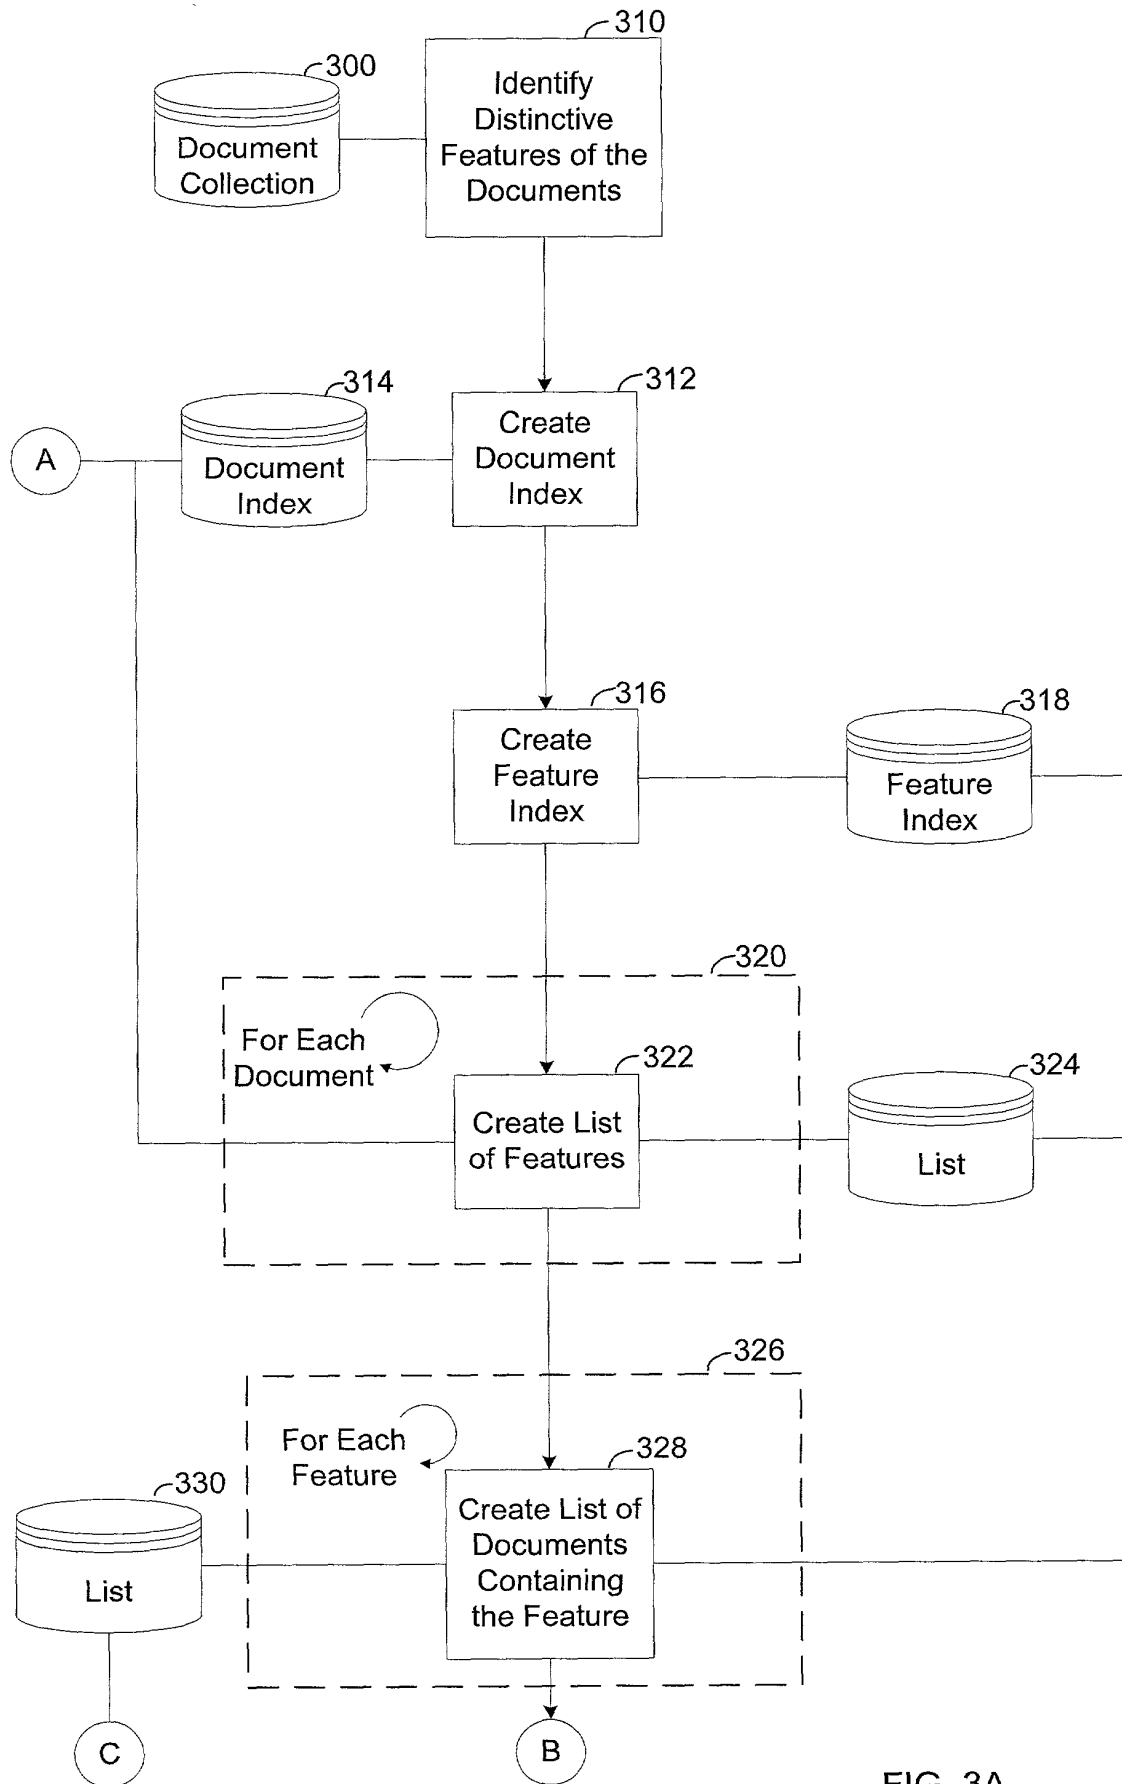 310
300
Identify
Distinctive
Features of the
Documents
Document
Collection
314
312
A
Document
Index
Create
Document
Index
316
318
Create
Feature
Index
Feature
Index
320
For Each
Document
322
324
Create List
of Features
List
326
For Each
Feature
328
330
Create List of
Documents
Containing
the Feature
List
C
B
FIG. 3A